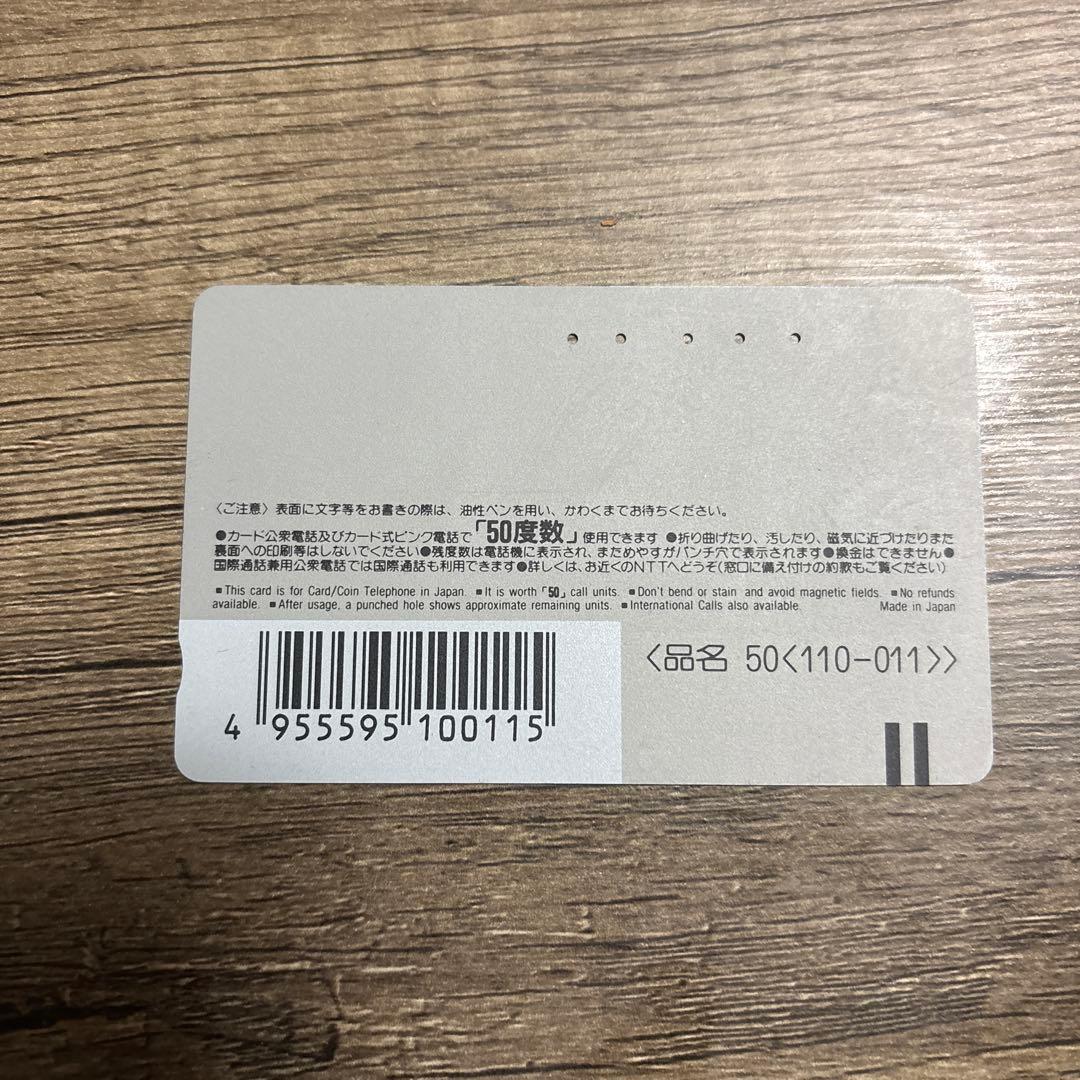 〈ご注意〉表面に文字等をお書きの際は、油性ペンを用い、かわくまでお待ちください。
●カード公衆電話及びカード式ピンク電話で「50度数」使用できます ●折り曲げたり、汚したり、磁気に近づけたりまた
裏面への印刷等はしないでください●残度数は電話機に表示され、まためやすがパンチ穴で表示されます●換金はできません●
国際通話兼用公衆電話では国際通話も利用できます●詳しくは、お近くのNTTへどうぞ(窓口に備え付けの約款もご覧ください)
■This card is for Card/Coin Telephone in Japan. ■It is worth「50」call units. ■Don't bend or stain and avoid magnetic fields. ■No refunds
available. ■After usage, a punched hole shows approximate remaining units. ■International Calls also available. Made in Japan
〈品名 50<110-011>〉
4 955595 100115